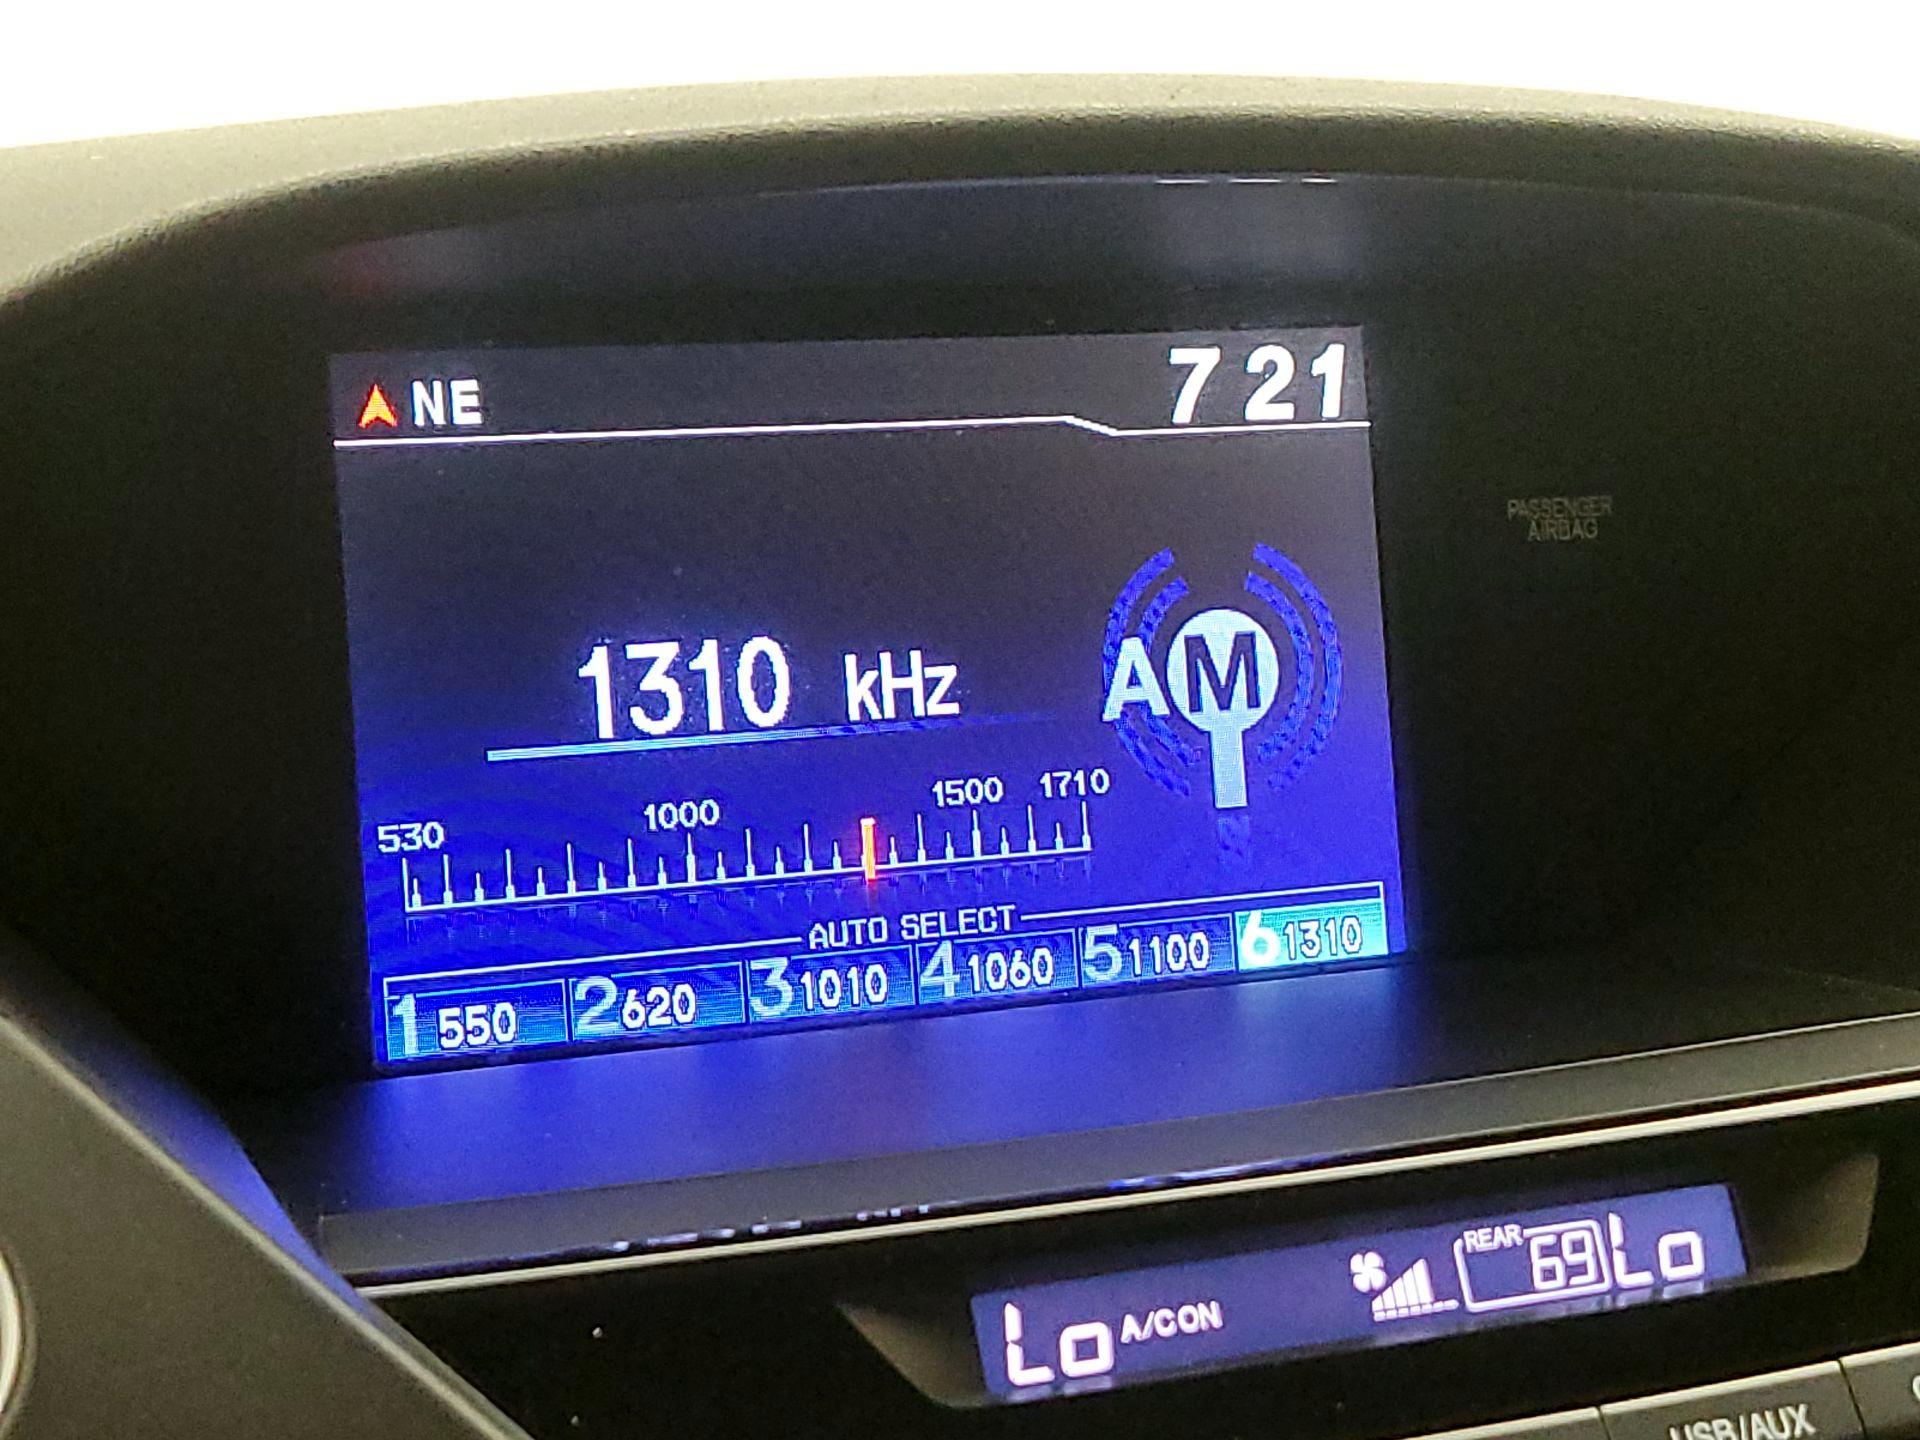 NE 7 21
PASSENGER
AIRBAG
1310 kHz
AM
530 1000 1500 1710
AUTO SELECT
1 550 2 620 3 1010 4 1060 5 1100 6 1310
Lo A/CON REAR 69 Lo
USB/AUX